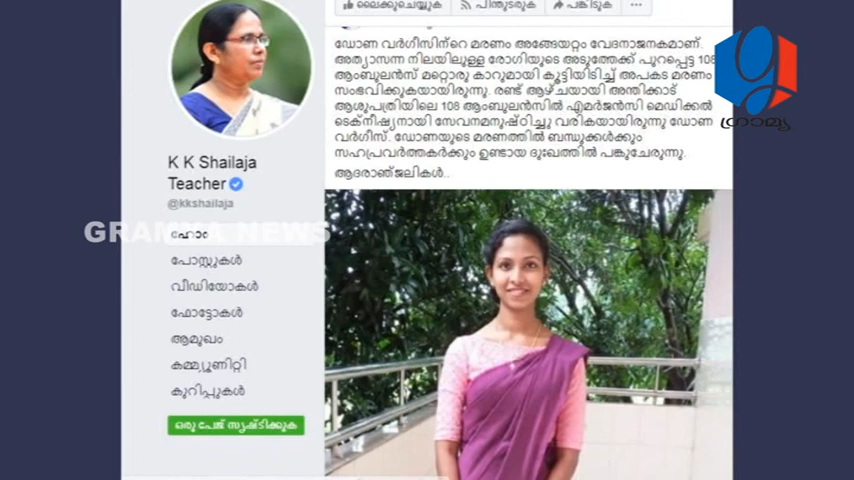 ലൈക്കുചെയ്യുക പിന്തുടരുക പങ്കിടുക ...
ഡോണ വർഗീസിൻ്റെ മരണം അങ്ങേയറ്റം വേദനാജനകമാണ്.
അത്യാസന്ന നിലയിലുള്ള രോഗിയുടെ അടുത്തേക്ക് പുറപ്പെട്ട 108
ആംബുലൻസ് മറ്റൊരു കാറുമായി കൂട്ടിയിടിച്ച് അപകട മരണം
സംഭവിക്കുകയായിരുന്നു. രണ്ട് ആഴ്ചയായി അന്തിക്കാട്
ആശുപത്രിയിലെ 108 ആംബുലൻസിൽ എമർജൻസി മെഡിക്കൽ
ടെക്നീഷ്യനായി സേവനമനുഷ്ഠിച്ചു വരികയായിരുന്നു ഡോണ
വർഗീസ്. ഡോണയുടെ മരണത്തിൽ ബന്ധുക്കൾക്കും
സഹപ്രവർത്തകർക്കും ഉണ്ടായ ദുഃഖത്തിൽ പങ്കുചേരുന്നു.
ആദരാഞ്ജലികൾ..
ഗ്രാമ്യ
K K Shailaja
Teacher
@kkshailaja
GRAMYA NEWS
ഹോം
പോസ്റ്റുകൾ
വീഡിയോകൾ
ഫോട്ടോകൾ
ആമുഖം
കമ്മ്യൂണിറ്റി
കുറിപ്പുകൾ
ഒരു പേജ് സൃഷ്ടിക്കുക